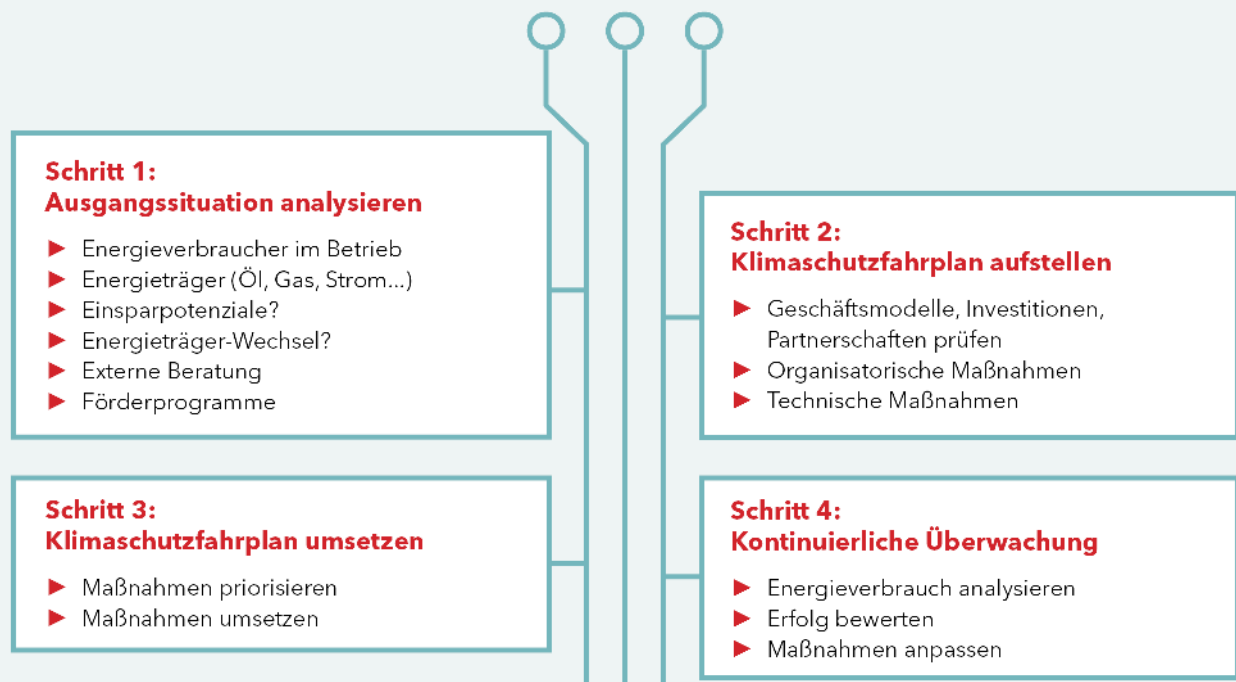 Schritt 1:
Ausgangssituation analysieren
► Energieverbraucher im Betrieb
► Energieträger (Öl, Gas, Strom...)
► Einsparpotenziale?
► Energieträger-Wechsel?
► Externe Beratung
► Förderprogramme
Schritt 2:
Klimaschutzfahrplan aufstellen
► Geschäftsmodelle, Investitionen,
Partnerschaften prüfen
► Organisatorische Maßnahmen
► Technische Maßnahmen
Schritt 3:
Klimaschutzfahrplan umsetzen
► Maßnahmen priorisieren
► Maßnahmen umsetzen
Schritt 4:
Kontinuierliche Überwachung
► Energieverbrauch analysieren
► Erfolg bewerten
► Maßnahmen anpassen